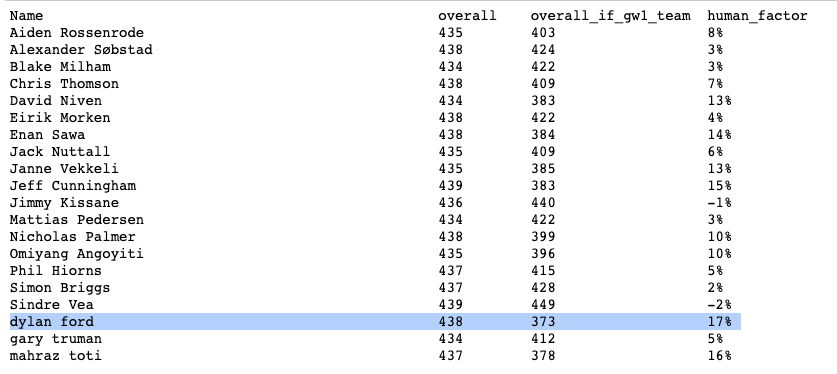 Name overall overall_if_gw1_team human_factor
Aiden Rossenrode 435 403 8%
Alexander Søbstad 438 424 3%
Blake Milham 434 422 3%
Chris Thomson 438 409 7%
David Niven 434 383 13%
Eirik Morken 438 422 4%
Enan Sawa 438 384 14%
Jack Nuttall 435 409 6%
Janne Vekkeli 435 385 13%
Jeff Cunningham 439 383 15%
Jimmy Kissane 436 440 -1%
Mattias Pedersen 434 422 3%
Nicholas Palmer 438 399 10%
Omiyang Angoyiti 435 396 10%
Phil Hiorns 437 415 5%
Simon Briggs 437 428 2%
Sindre Vea 439 449 -2%
dylan ford 438 373 17%
gary truman 434 412 5%
mahraz toti 437 378 16%